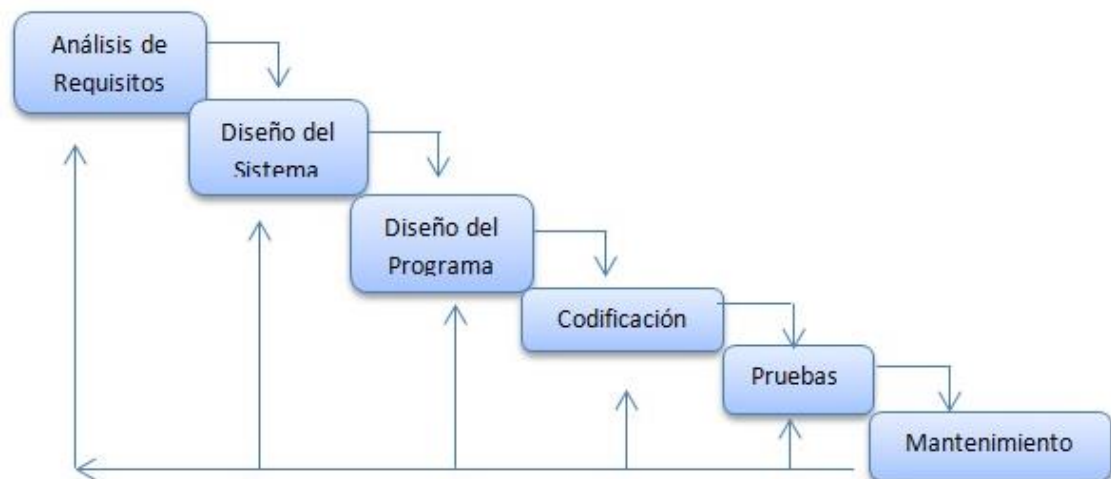 Análisis de
Requisitos
Diseño del
Sistema
Diseño del
Programa
Codificación
Pruebas
Mantenimiento